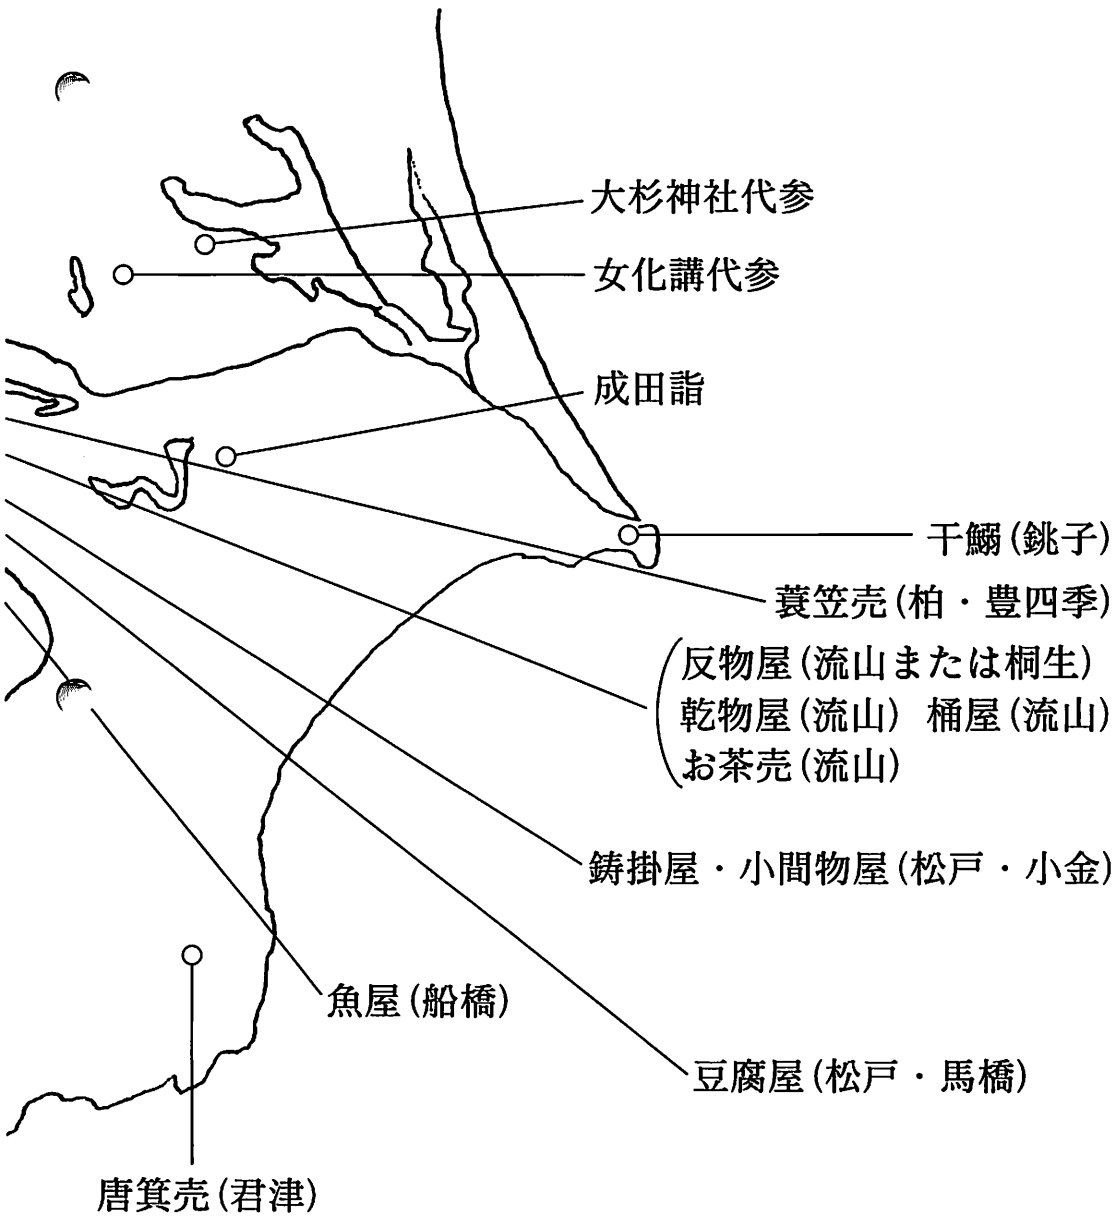 大杉神社代参
女化講代参
成田詣
干鰯(銚子)
蓑笠売(柏・豊四季)
反物屋(流山または桐生)
乾物屋(流山) 桶屋(流山)
お茶売(流山)
鋳掛屋・小間物屋(松戸・小金)
魚屋(船橋)
豆腐屋(松戸・馬橋)
唐箕売(君津)